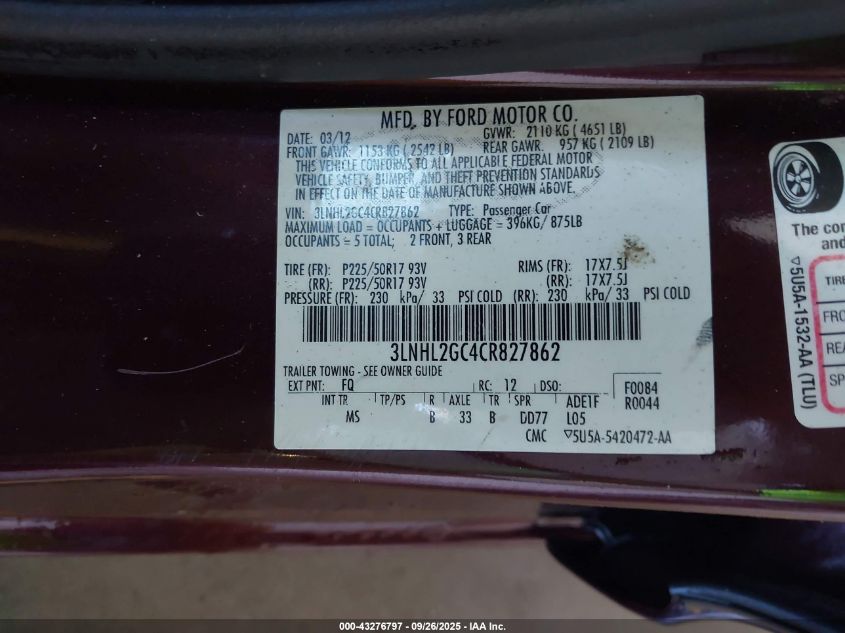 MFD. BY FORD MOTOR CO.
DATE: 03/12 GVWR: 2110 KG ( 4651 LB)
FRONT GAWR: 1153 KG ( 2542 LB) REAR GAWR: 957 KG ( 2109 LB)
THIS VEHICLE CONFORMS TO ALL APPLICABLE FEDERAL MOTOR
VEHICLE SAFETY, BUMPER, AND THEFT PREVENTION STANDARDS
IN EFFECT ON THE DATE OF MANUFACTURE SHOWN ABOVE.
VIN: 3LNHL2GC4CR827862 TYPE: Passenger Car
MAXIMUM LOAD = OCCUPANTS + LUGGAGE = 396KG/ 875LB
OCCUPANTS = 5 TOTAL; 2 FRONT, 3 REAR
TIRE (FR): P225/50R17 93V RIMS (FR): 17X7.5J
(RR): P225/50R17 93V (RR): 17X7.5J
PRESSURE (FR): 230 kPa/ 33 PSI COLD (RR): 230 kPa/ 33 PSI COLD
3LNHL2GC4CR827862
TRAILER TOWING - SEE OWNER GUIDE
EXT PNT: FQ RC: 12 DSO: F0084
INT TR TP/PS R AXLE TR SPR ADE1F R0044
MS B 33 B DD77 L05
CMC ▽5U5A-5420472-AA
The con
and
TIRE
FRO
REA
SP
▽5U5A-1532-AA (TLU)
000-43276797 - 09/26/2025 - IAA Inc.